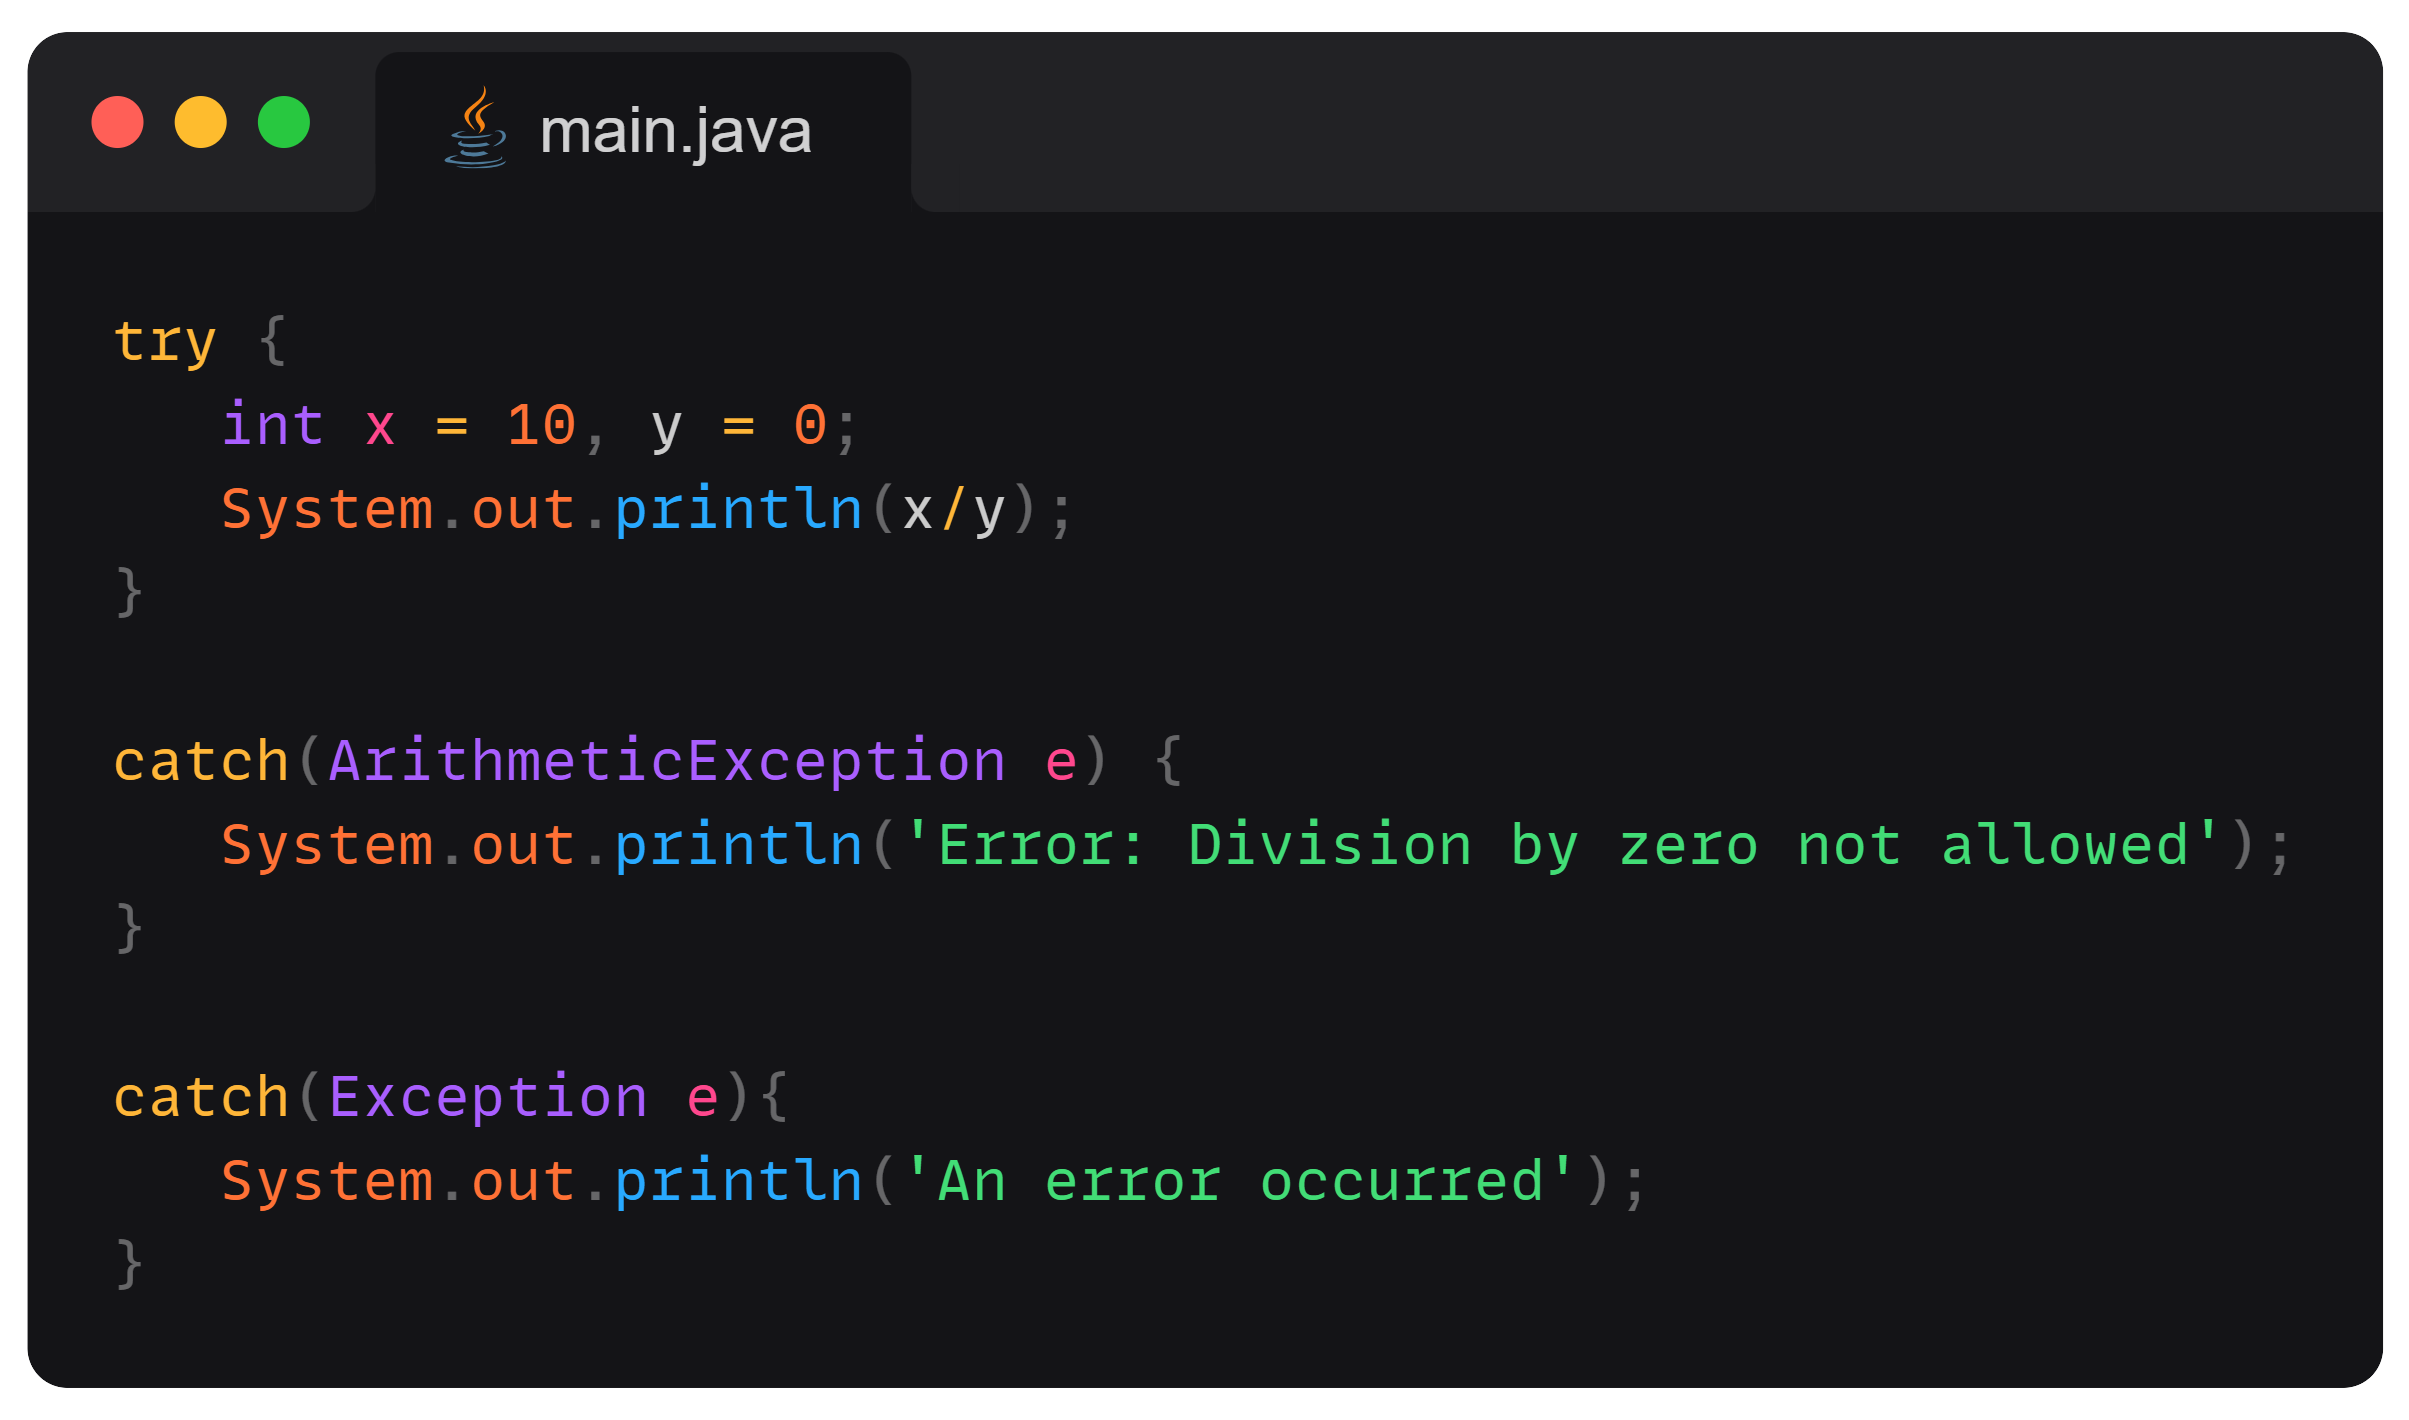 main.java
try {
   int x = 10, y = 0;
   System.out.println(x/y);
}
catch(ArithmeticException e) {
   System.out.println('Error: Division by zero not allowed');
}
catch(Exception e){
   System.out.println('An error occurred');
}